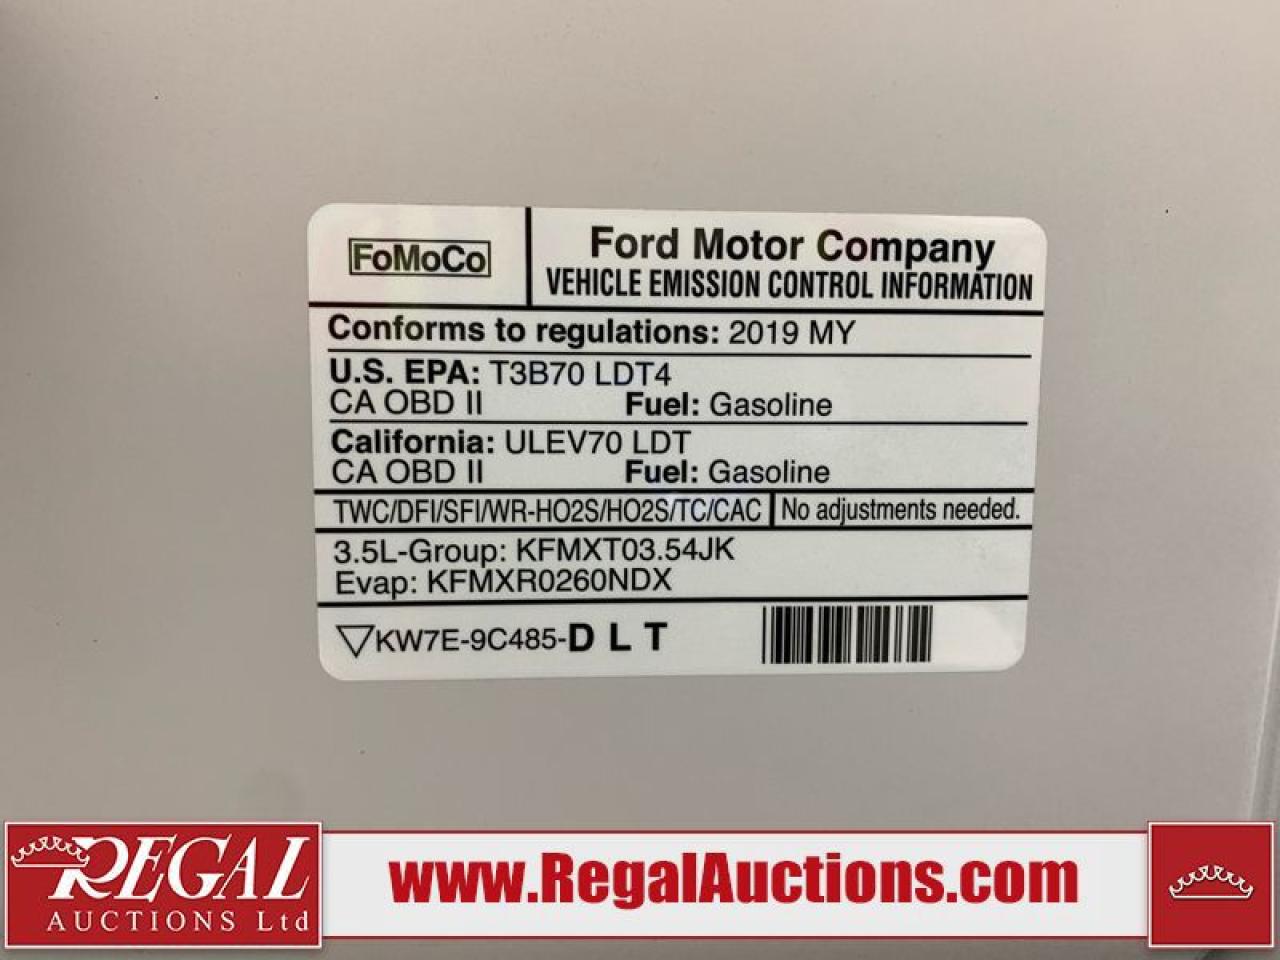 FoMoCo
Ford Motor Company
VEHICLE EMISSION CONTROL INFORMATION
Conforms to regulations: 2019 MY
U.S. EPA: T3B70 LDT4
CA OBD II Fuel: Gasoline
California: ULEV70 LDT
CA OBD II Fuel: Gasoline
TWC/DFI/SFI/WR-HO2S/HO2S/TC/CAC No adjustments needed.
3.5L-Group: KFMXT03.54JK
Evap: KFMXR0260NDX
KW7E-9C485-D L T
REGAL
AUCTIONS Ltd
www.RegalAuctions.com